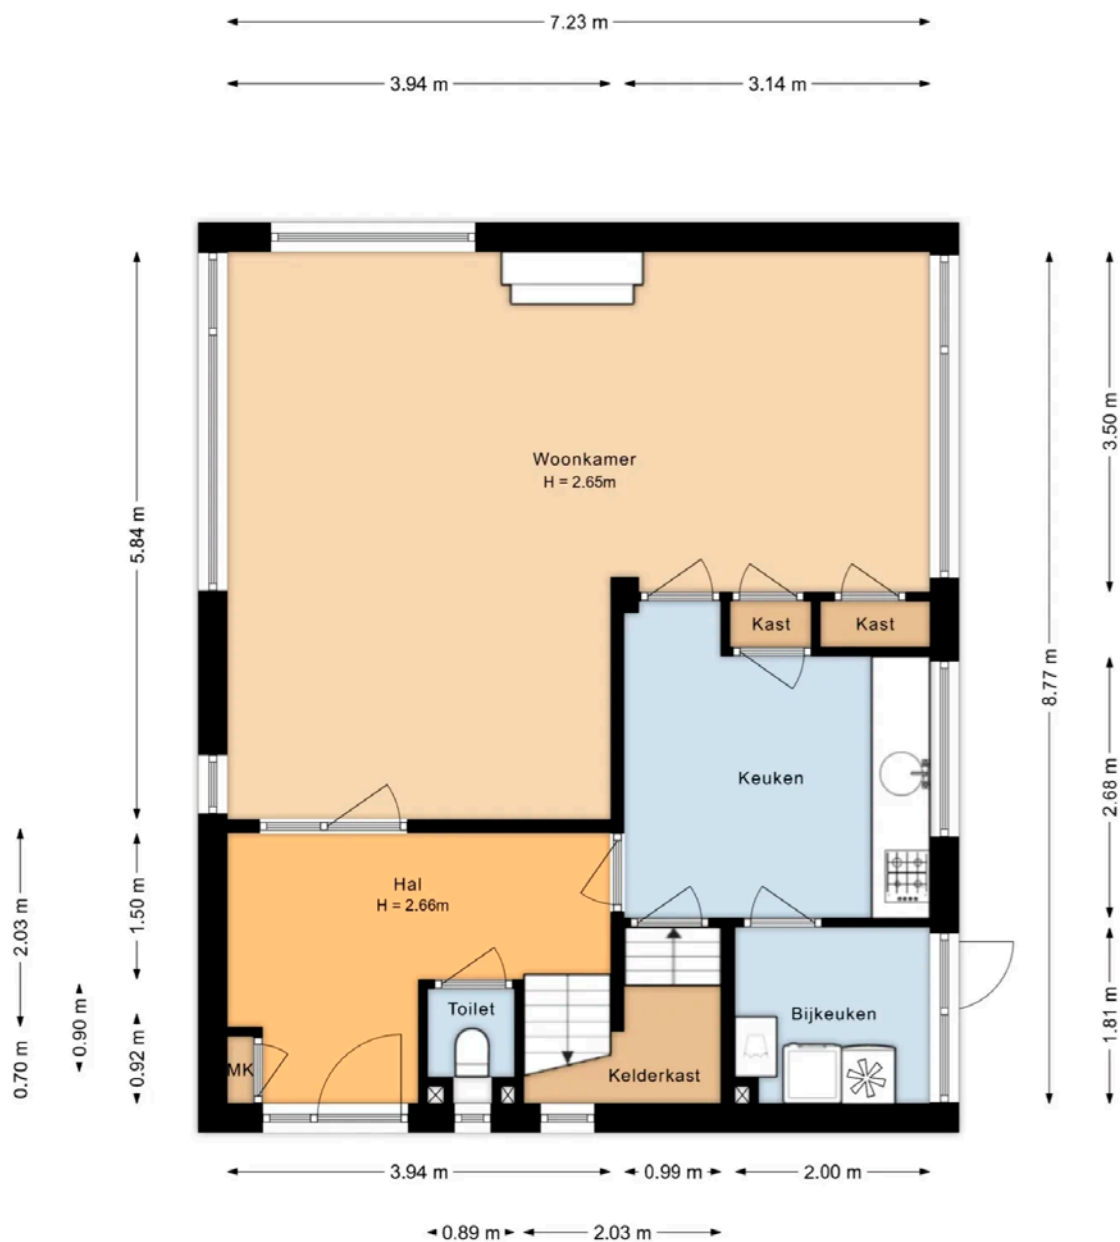 7.23 m
3.94 m
3.14 m
Woonkamer
H = 2.65m
3.50 m
5.84 m
Kast
Kast
8.77 m
Keuken
2.68 m
Hal
H = 2.66m
2.03 m
1.50 m
Toilet
Bijkeuken
0.90 m
1.81 m
0.70 m
0.92 m
MK
Kelderkast
3.94 m
0.99 m
2.00 m
0.89 m
2.03 m